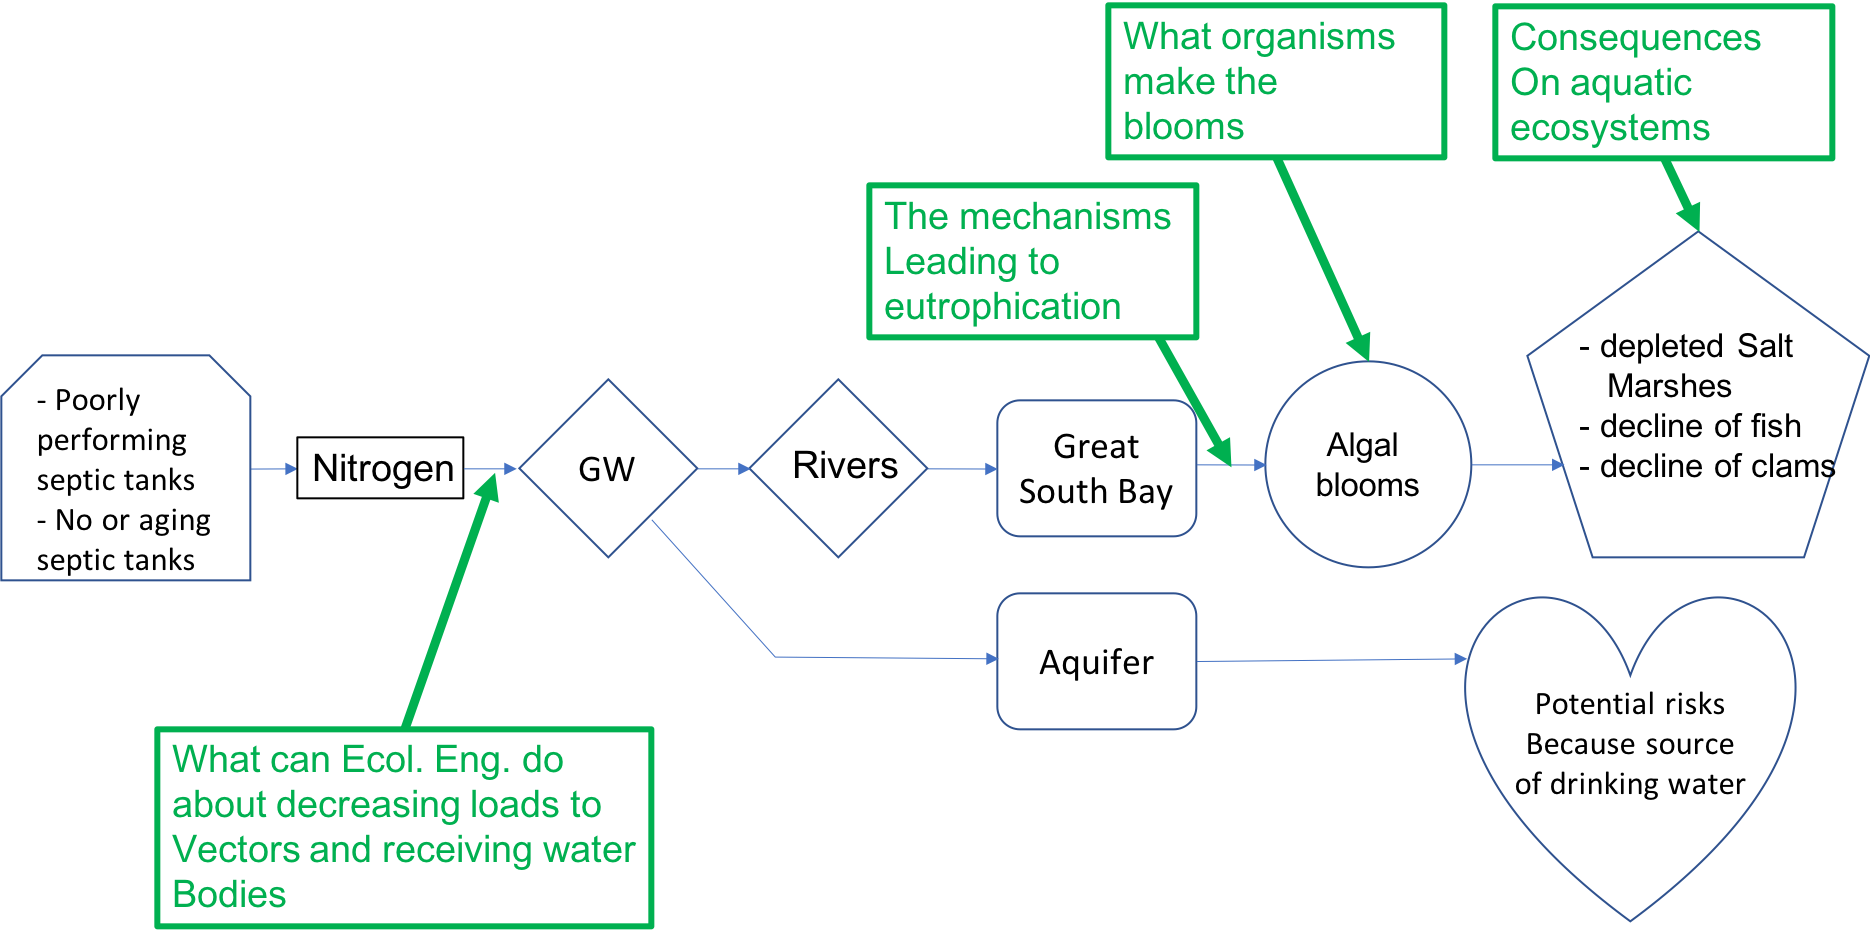 What organisms
make the
blooms
Consequences
On aquatic
ecosystems
The mechanisms
Leading to
eutrophication
- Poorly
performing
septic tanks
- No or aging
septic tanks
Nitrogen
GW
Rivers
Great
South Bay
Algal
blooms
- depleted Salt
Marshes
- decline of fish
- decline of clams
Aquifer
Potential risks
Because source
of drinking water
What can Ecol. Eng. do
about decreasing loads to
Vectors and receiving water
Bodies